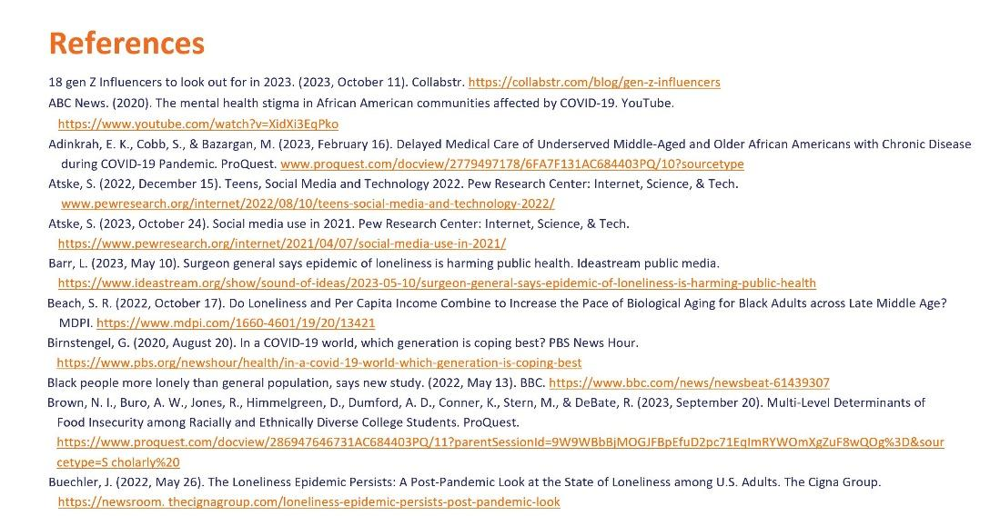 References
18 gen Z Influencers to look out for in 2023. (2023, October 11). Collabstr. https://collabstr.com/blog/gen-z-influencers
ABC News. (2020). The mental health stigma in African American communities affected by COVID-19. YouTube.
https://www.youtube.com/watch?v=XidXi3EqPko
Adinkrah, E. K., Cobb, S., & Bazargan, M. (2023, February 16). Delayed Medical Care of Underserved Middle-Aged and Older African Americans with Chronic Disease
during COVID-19 Pandemic. ProQuest. www.proquest.com/docview/2779497178/6FA7F131AC684403PQ/10?sourcetype
Atske, S. (2022, December 15). Teens, Social Media and Technology 2022. Pew Research Center: Internet, Science, & Tech.
www.pewresearch.org/internet/2022/08/10/teens-social-media-and-technology-2022/
Atske, S. (2023, October 24). Social media use in 2021. Pew Research Center: Internet, Science, & Tech.
https://www.pewresearch.org/internet/2021/04/07/social-media-use-in-2021/
Barr, L. (2023, May 10). Surgeon general says epidemic of loneliness is harming public health. Ideastream public media.
https://www.ideastream.org/show/sound-of-ideas/2023-05-10/surgeon-general-says-epidemic-of-loneliness-is-harming-public-health
Beach, S. R. (2022, October 17). Do Loneliness and Per Capita Income Combine to Increase the Pace of Biological Aging for Black Adults across Late Middle Age?
MDPI. https://www.mdpi.com/1660-4601/19/20/13421
Birnstengel, G. (2020, August 20). In a COVID-19 world, which generation is coping best? PBS News Hour.
https://www.pbs.org/newshour/health/in-a-covid-19-world-which-generation-is-coping-best
Black people more lonely than general population, says new study. (2022, May 13). BBC. https://www.bbc.com/news/newsbeat-61439307
Brown, N. I., Buro, A. W., Jones, R., Himmelgreen, D., Dumford, A. D., Conner, K., Stern, M., & DeBate, R. (2023, September 20). Multi-Level Determinants of
Food Insecurity among Racially and Ethnically Diverse College Students. ProQuest.
https://www.proquest.com/docview/286947646731AC684403PQ/11?parentSessionId=9W9WBbBjMOGJFBpEfuD2pc71EqImRYWOmXgZuF8wQOg%3D&sour
cetype=S cholarly%20
Buechler, J. (2022, May 26). The Loneliness Epidemic Persists: A Post-Pandemic Look at the State of Loneliness among U.S. Adults. The Cigna Group.
https://newsroom. thecignagroup.com/loneliness-epidemic-persists-post-pandemic-look